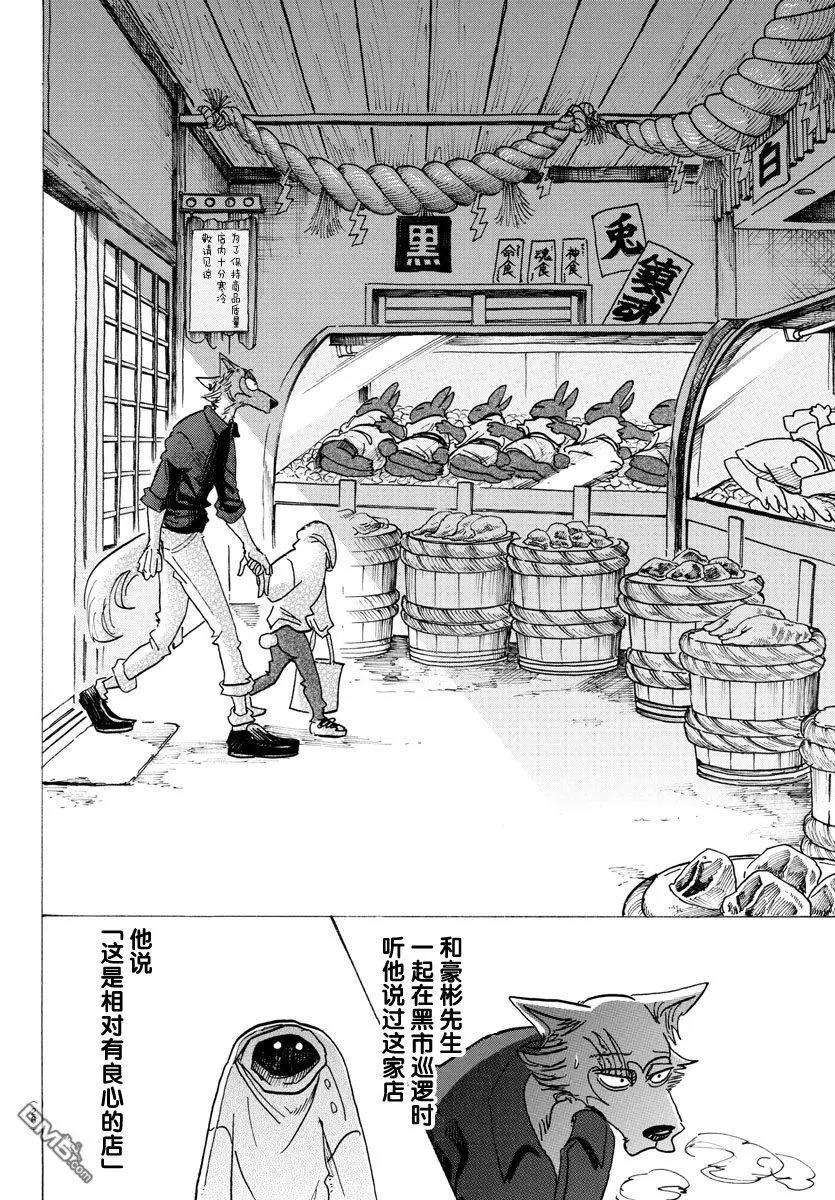 白
兔
鎮魂
神食
魂食
命食
黑
为了保持商品质量
店内十分寒冷
敬请见谅
和豪彬先生
一起在黑市巡逻时
听他说过这家店
他说
「这是相对有良心的店」